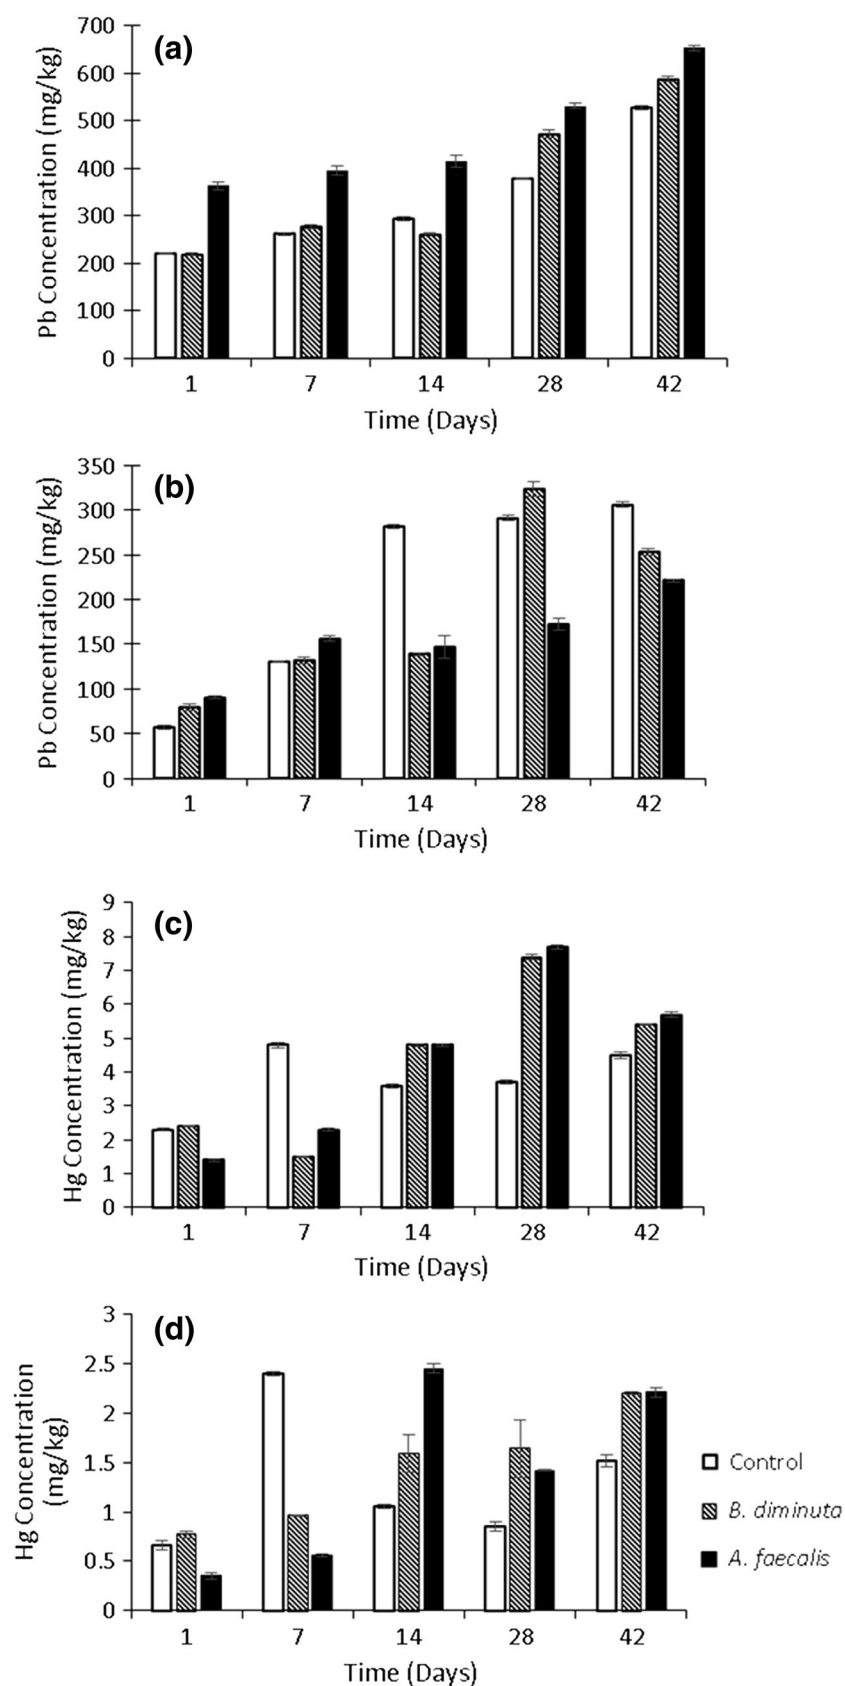 (a)
Pb Concentration (mg/kg)
700
600
500
400
300
200
100
0
1 7 14 28 42
Time (Days)
(b)
Pb Concentration (mg/kg)
350
300
250
200
150
100
50
0
1 7 14 28 42
Time (Days)
(c)
Hg Concentration (mg/kg)
9
8
7
6
5
4
3
2
1
0
1 7 14 28 42
Time (Days)
(d)
Hg Concentration
(mg/kg)
3
2.5
2
1.5
1
0.5
0
1 7 14 28 42
Time (Days)
Control
B. diminuta
A. faecalis